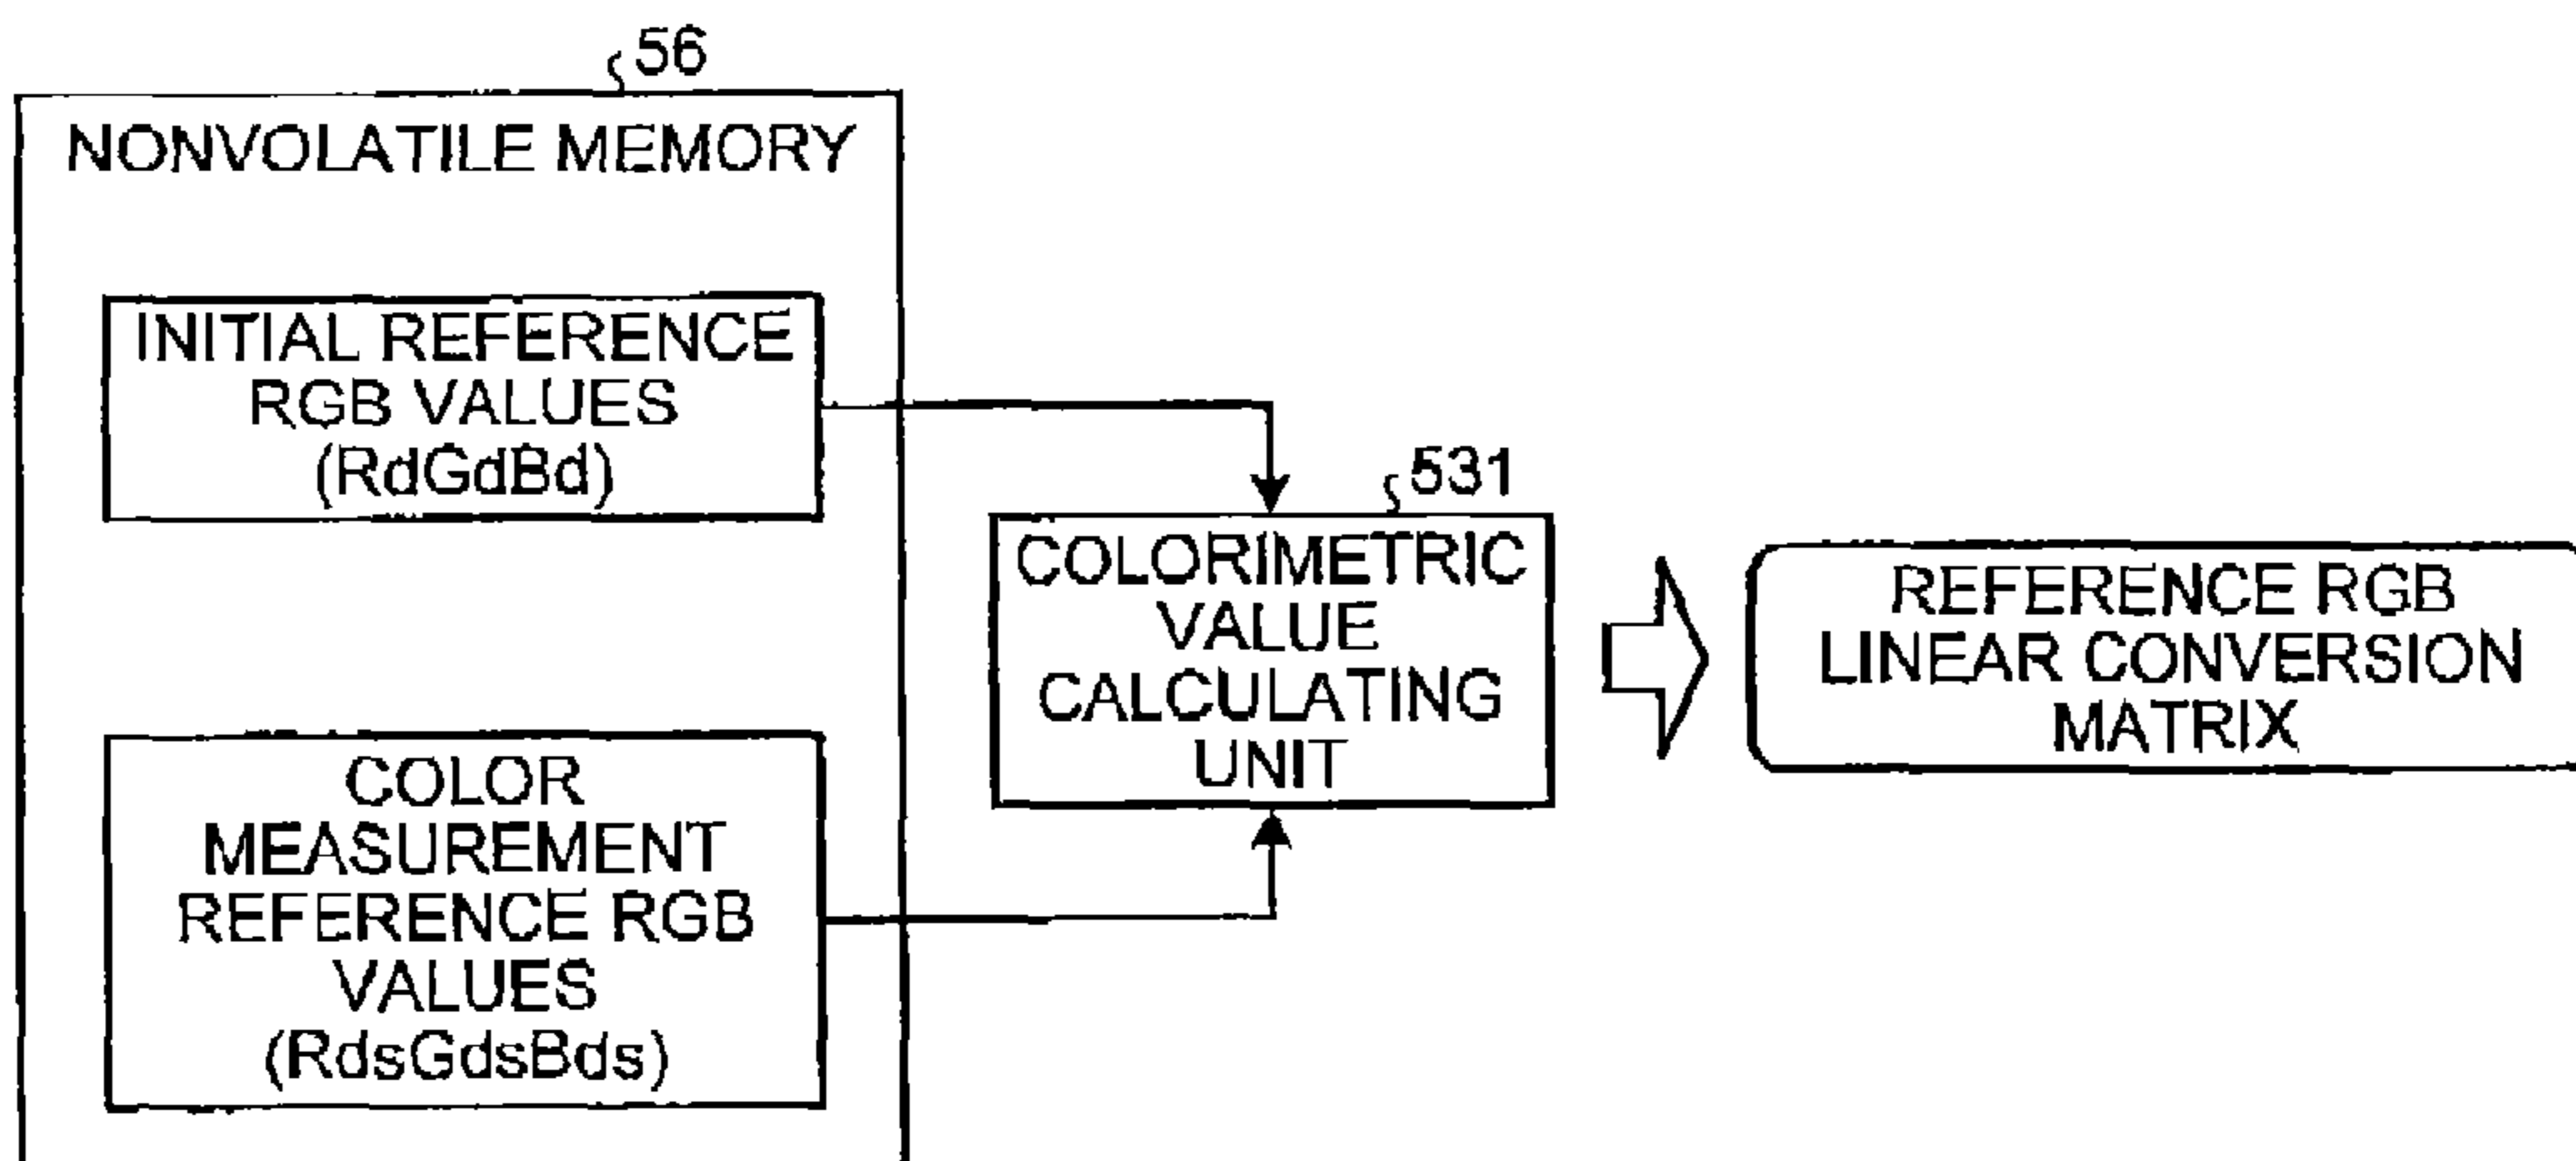 56
NONVOLATILE MEMORY
INITIAL REFERENCE
RGB VALUES
(RdGdBd)
531
COLORIMETRIC
VALUE
CALCULATING
UNIT
REFERENCE RGB
LINEAR CONVERSION
MATRIX
COLOR
MEASUREMENT
REFERENCE RGB
VALUES
(RdsGdsBds)